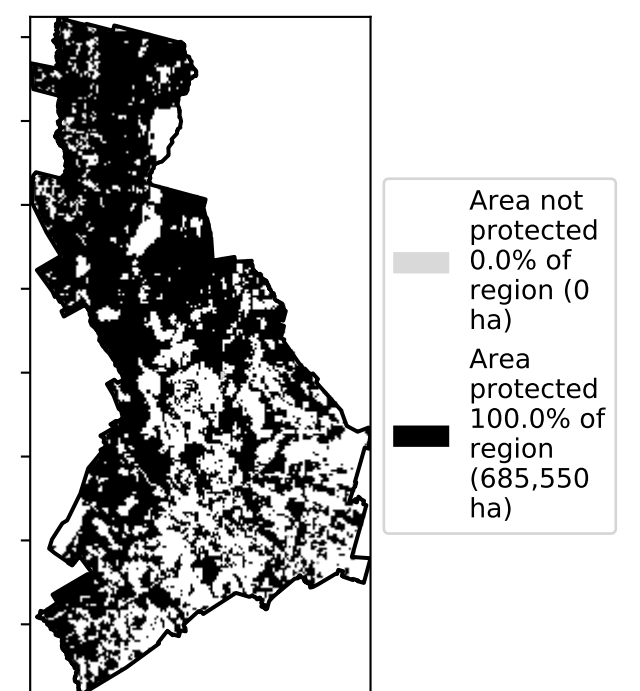 Area not
protected
0.0% of
region (0
ha)
Area
protected
100.0% of
region
(685,550
ha)